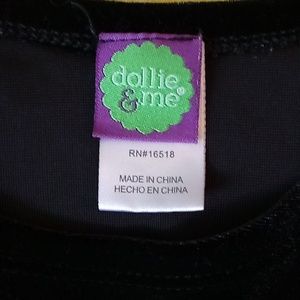 dollie
& me®
RN#16518
MADE IN CHINA
HECHO EN CHINA